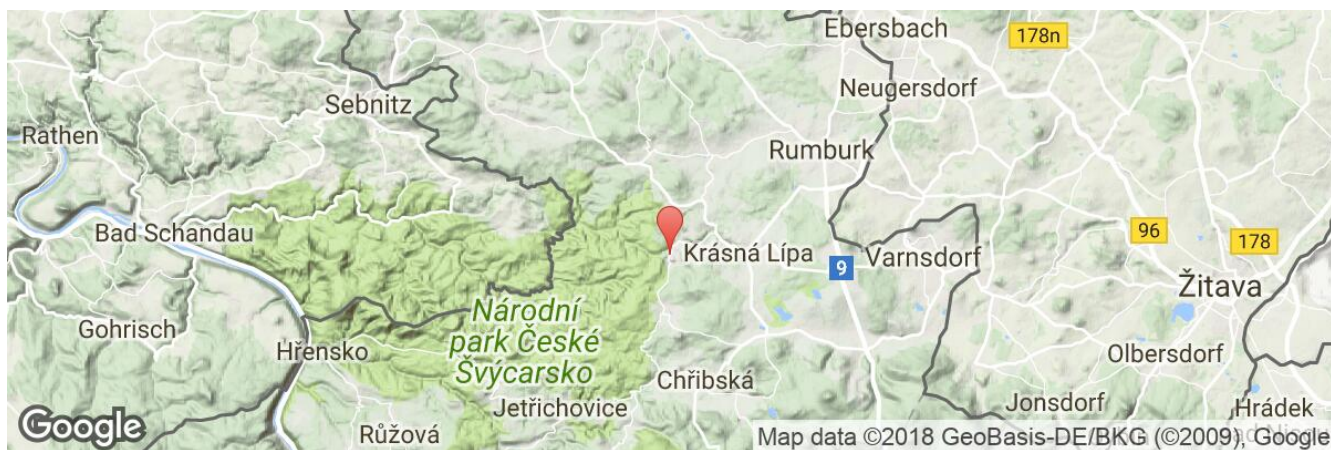 Ebersbach
178n
Neugersdorf
Sebnitz
Rathen
Rumburk
Bad Schandau
Krásná Lípa
9
Varnsdorf
96
178
Žitava
Národní
park České
Švýcarsko
Gohrisch
Hřensko
Olbersdorf
Chřibská
Jetřichovice
Jonsdorf
Hrádek
Růžová
Google
Map data ©2018 GeoBasis-DE/BKG (©2009), Google